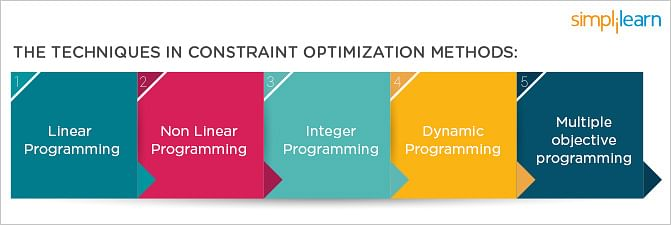 simplilearn
THE TECHNIQUES IN CONSTRAINT OPTIMIZATION METHODS:
1
Linear
Programming
2
Non Linear
Programming
3
Integer
Programming
4
Dynamic
Programming
5
Multiple
objective
programming